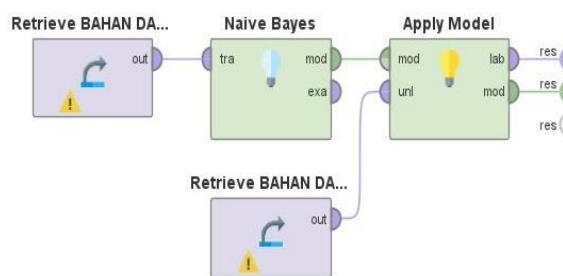 Retrieve BAHAN DA...
Naive Bayes
Apply Model
out
tra
mod
mod
lab
res
exa
unl
mod
res
res
Retrieve BAHAN DA...
out